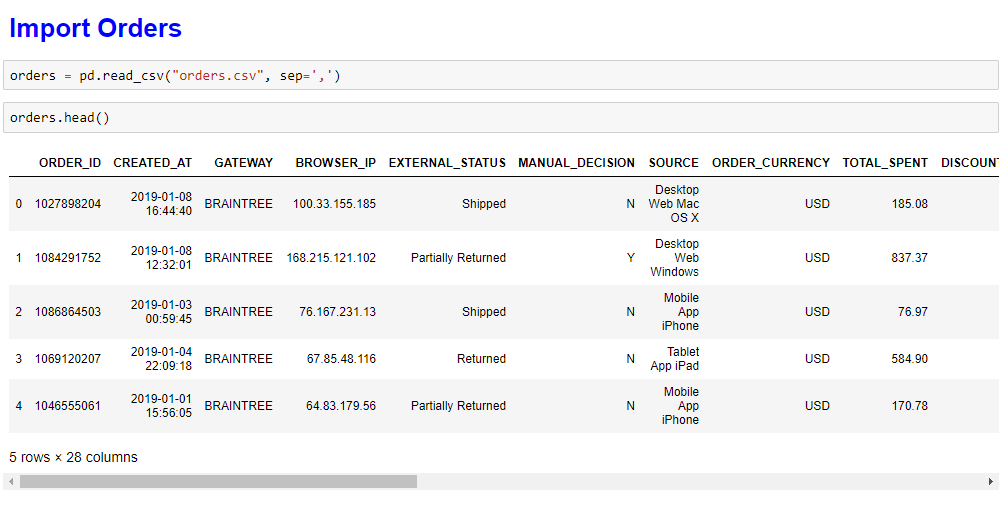 Import Orders
orders = pd.read_csv("orders.csv", sep=',')
orders.head()
ORDER_ID CREATED_AT GATEWAY BROWSER_IP EXTERNAL_STATUS MANUAL_DECISION SOURCE ORDER_CURRENCY TOTAL_SPENT DISCOUNT
0 1027898204 2019-01-08 16:44:40 BRAINTREE 100.33.155.185 Shipped N Desktop Web Mac OS X USD 185.08
1 1084291752 2019-01-08 12:32:01 BRAINTREE 168.215.121.102 Partially Returned Y Desktop Web Windows USD 837.37
2 1086864503 2019-01-03 00:59:45 BRAINTREE 76.167.231.13 Shipped N Mobile App iPhone USD 76.97
3 1069120207 2019-01-04 22:09:18 BRAINTREE 67.85.48.116 Returned N Tablet App iPad USD 584.90
4 1046555061 2019-01-01 15:56:05 BRAINTREE 64.83.179.56 Partially Returned N Mobile App iPhone USD 170.78
5 rows × 28 columns